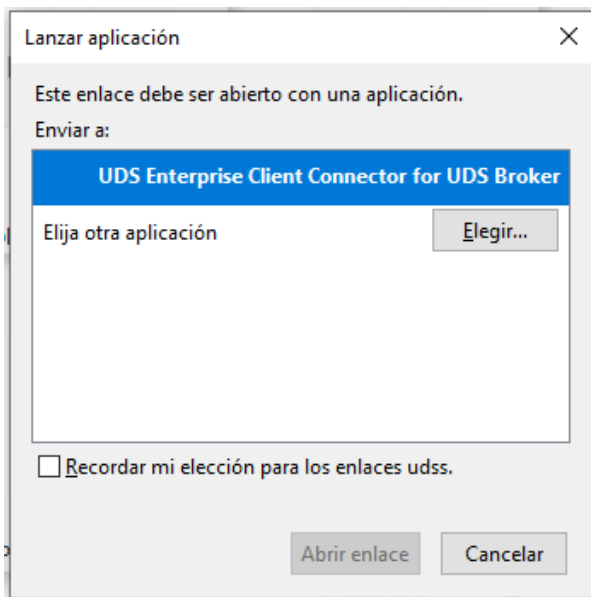 Lanzar aplicación
Este enlace debe ser abierto con una aplicación.
Enviar a:
UDS Enterprise Client Connector for UDS Broker
Elija otra aplicación
Elegir...
Recordar mi elección para los enlaces udss.
Abrir enlace
Cancelar